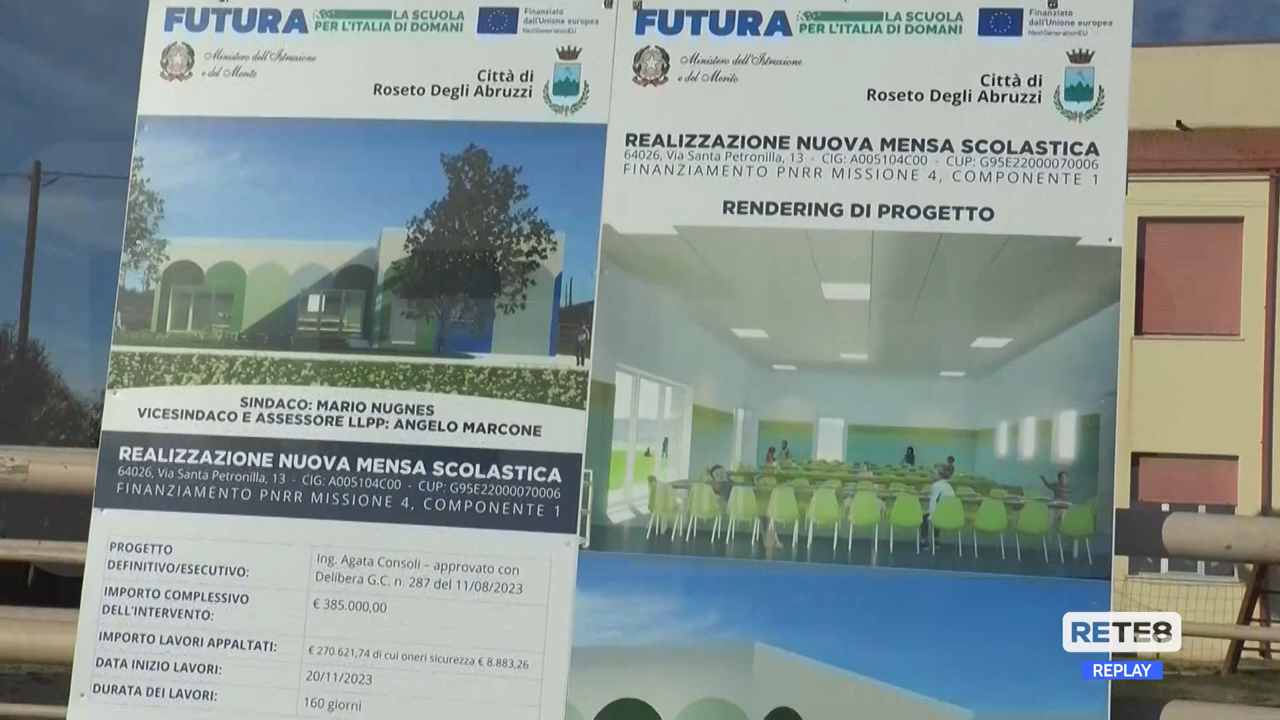 FUTURA
LA SCUOLA
PER L'ITALIA DI DOMANI
Finanziato
dall'Unione europea
NextGenerationEU
Ministero dell'Istruzione
e del Merito
Città di
Roseto Degli Abruzzi
SINDACO: MARIO NUGNES
VICESINDACO E ASSESSORE LLPP: ANGELO MARCONE
REALIZZAZIONE NUOVA MENSA SCOLASTICA
64026, Via Santa Petronilla, 13 - CIG: A005104C00 - CUP: G95E22000070006
FINANZIAMENTO PNRR MISSIONE 4, COMPONENTE 1
PROGETTO
DEFINITIVO/ESECUTIVO:
Ing. Agata Consoli – approvato con
Delibera G.C. n. 287 del 11/08/2023
IMPORTO COMPLESSIVO
DELL'INTERVENTO:
€ 385.000,00
IMPORTO LAVORI APPALTATI:
€ 270.621,74 di cui oneri sicurezza € 8.883,26
DATA INIZIO LAVORI:
20/11/2023
DURATA DEI LAVORI:
160 giorni
FUTURA
LA SCUOLA
PER L'ITALIA DI DOMANI
Finanziato
dall'Unione europea
NextGenerationEU
Ministero dell'Istruzione
e del Merito
Città di
Roseto Degli Abruzzi
REALIZZAZIONE NUOVA MENSA SCOLASTICA
64026, Via Santa Petronilla, 13 - CIG: A005104C00 - CUP: G95E22000070006
FINANZIAMENTO PNRR MISSIONE 4, COMPONENTE 1
RENDERING DI PROGETTO
RETE8
REPLAY